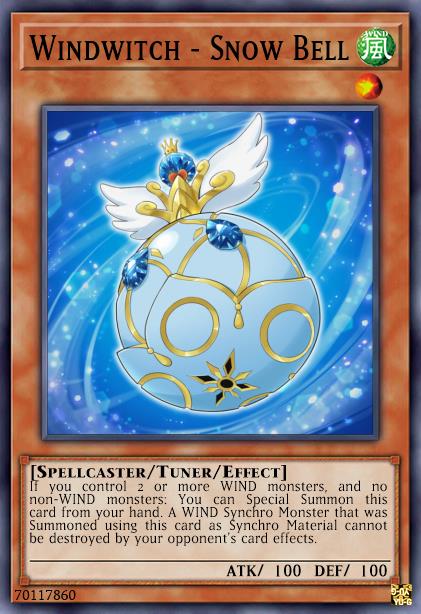 Windwitch - Snow Bell
WIND
風
[Spellcaster/Tuner/Effect]
If you control 2 or more WIND monsters, and no
non-WIND monsters: You can Special Summon this
card from your hand. A WIND Synchro Monster that was
Summoned using this card as Synchro Material cannot
be destroyed by your opponent's card effects.
ATK/ 100 DEF/ 100
70117860